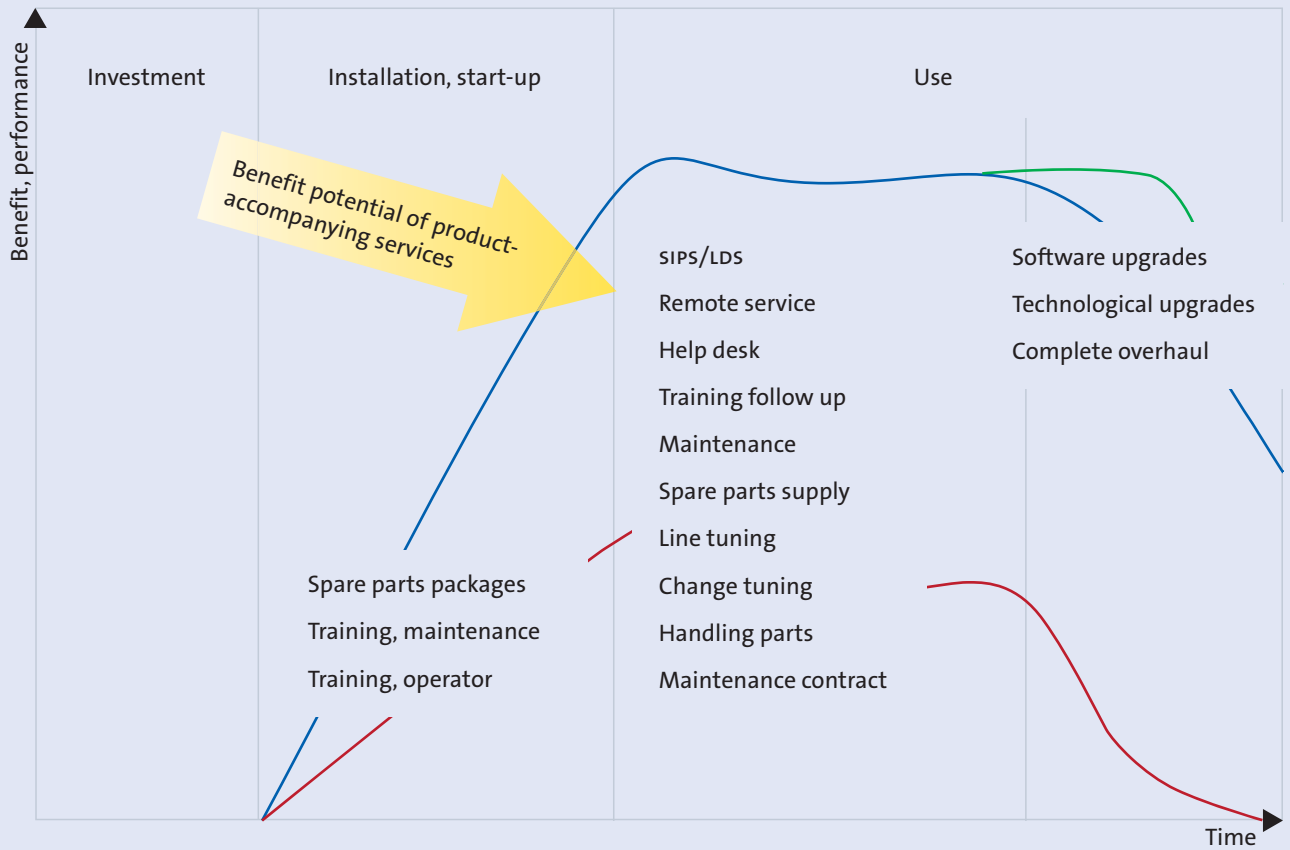 Benefit, performance
Investment
Installation, start-up
Use
Benefit potential of product-
accompanying services
SIPS/LDS
Remote service
Help desk
Training follow up
Maintenance
Spare parts supply
Line tuning
Change tuning
Handling parts
Maintenance contract
Software upgrades
Technological upgrades
Complete overhaul
Spare parts packages
Training, maintenance
Training, operator
Time